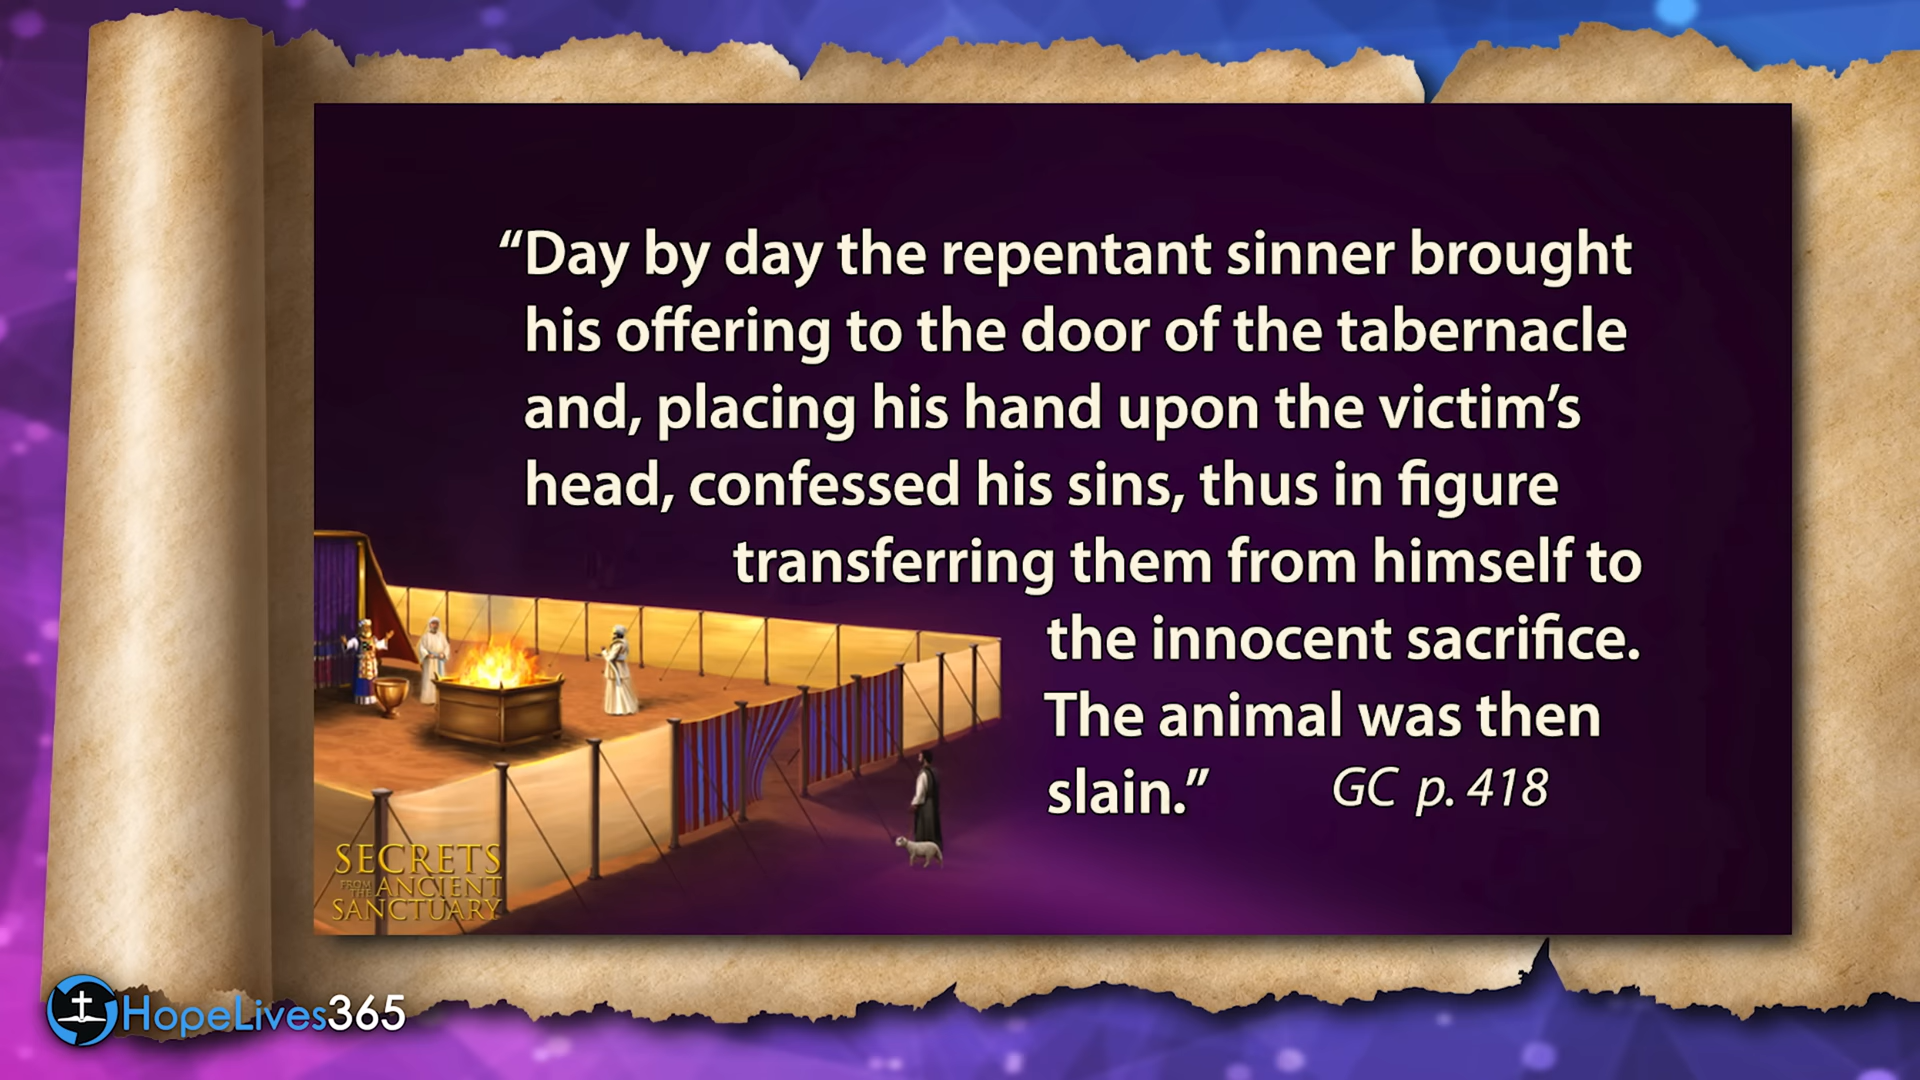 “Day by day the repentant sinner brought
his offering to the door of the tabernacle
and, placing his hand upon the victim’s
head, confessed his sins, thus in figure
transferring them from himself to
the innocent sacrifice.
The animal was then
slain.” GC p. 418
SECRETS
FROM THE ANCIENT
SANCTUARY
HopeLives365